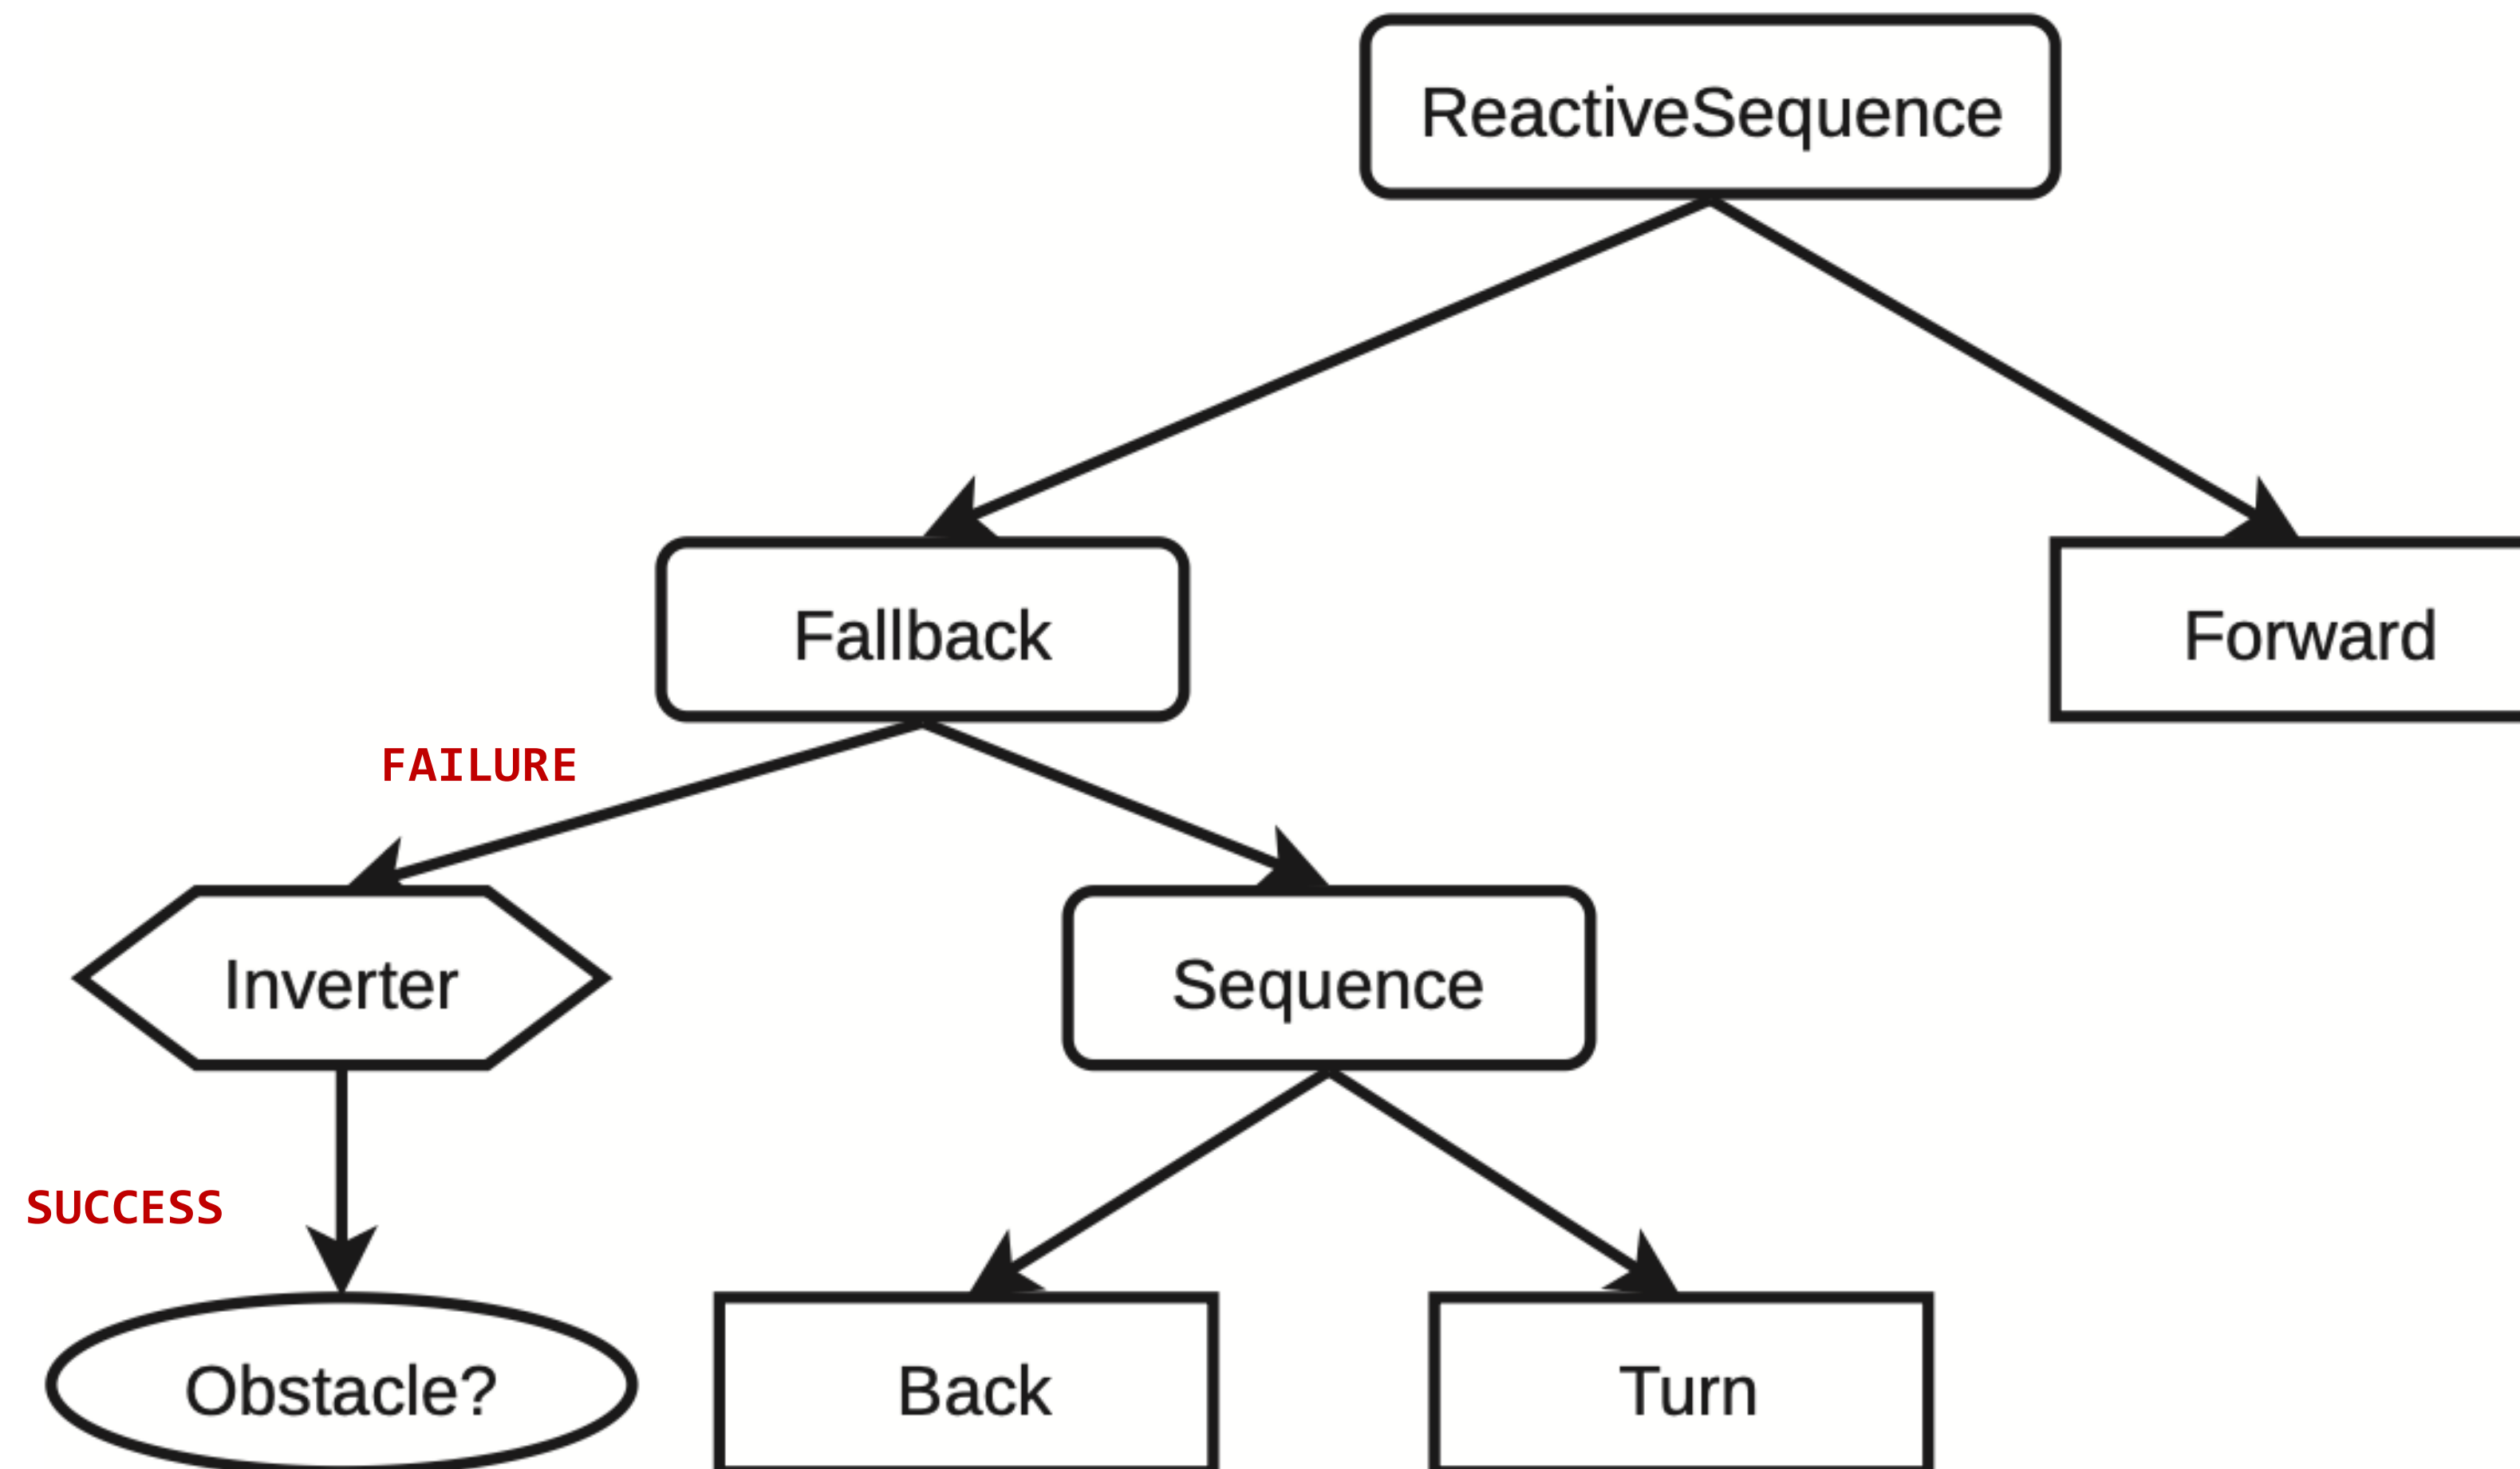 ReactiveSequence
Fallback
Forward
FAILURE
Inverter
Sequence
SUCCESS
Obstacle?
Back
Turn